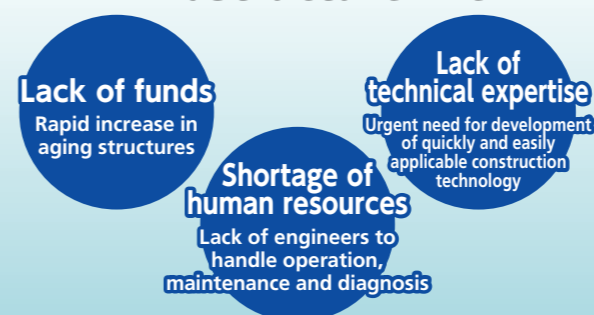 Lack of funds
Rapid increase in
aging structures
Lack of
technical expertise
Urgent need for development
of quickly and easily
applicable construction
technology
Shortage of
human resources
Lack of engineers to
handle operation,
maintenance and diagnosis